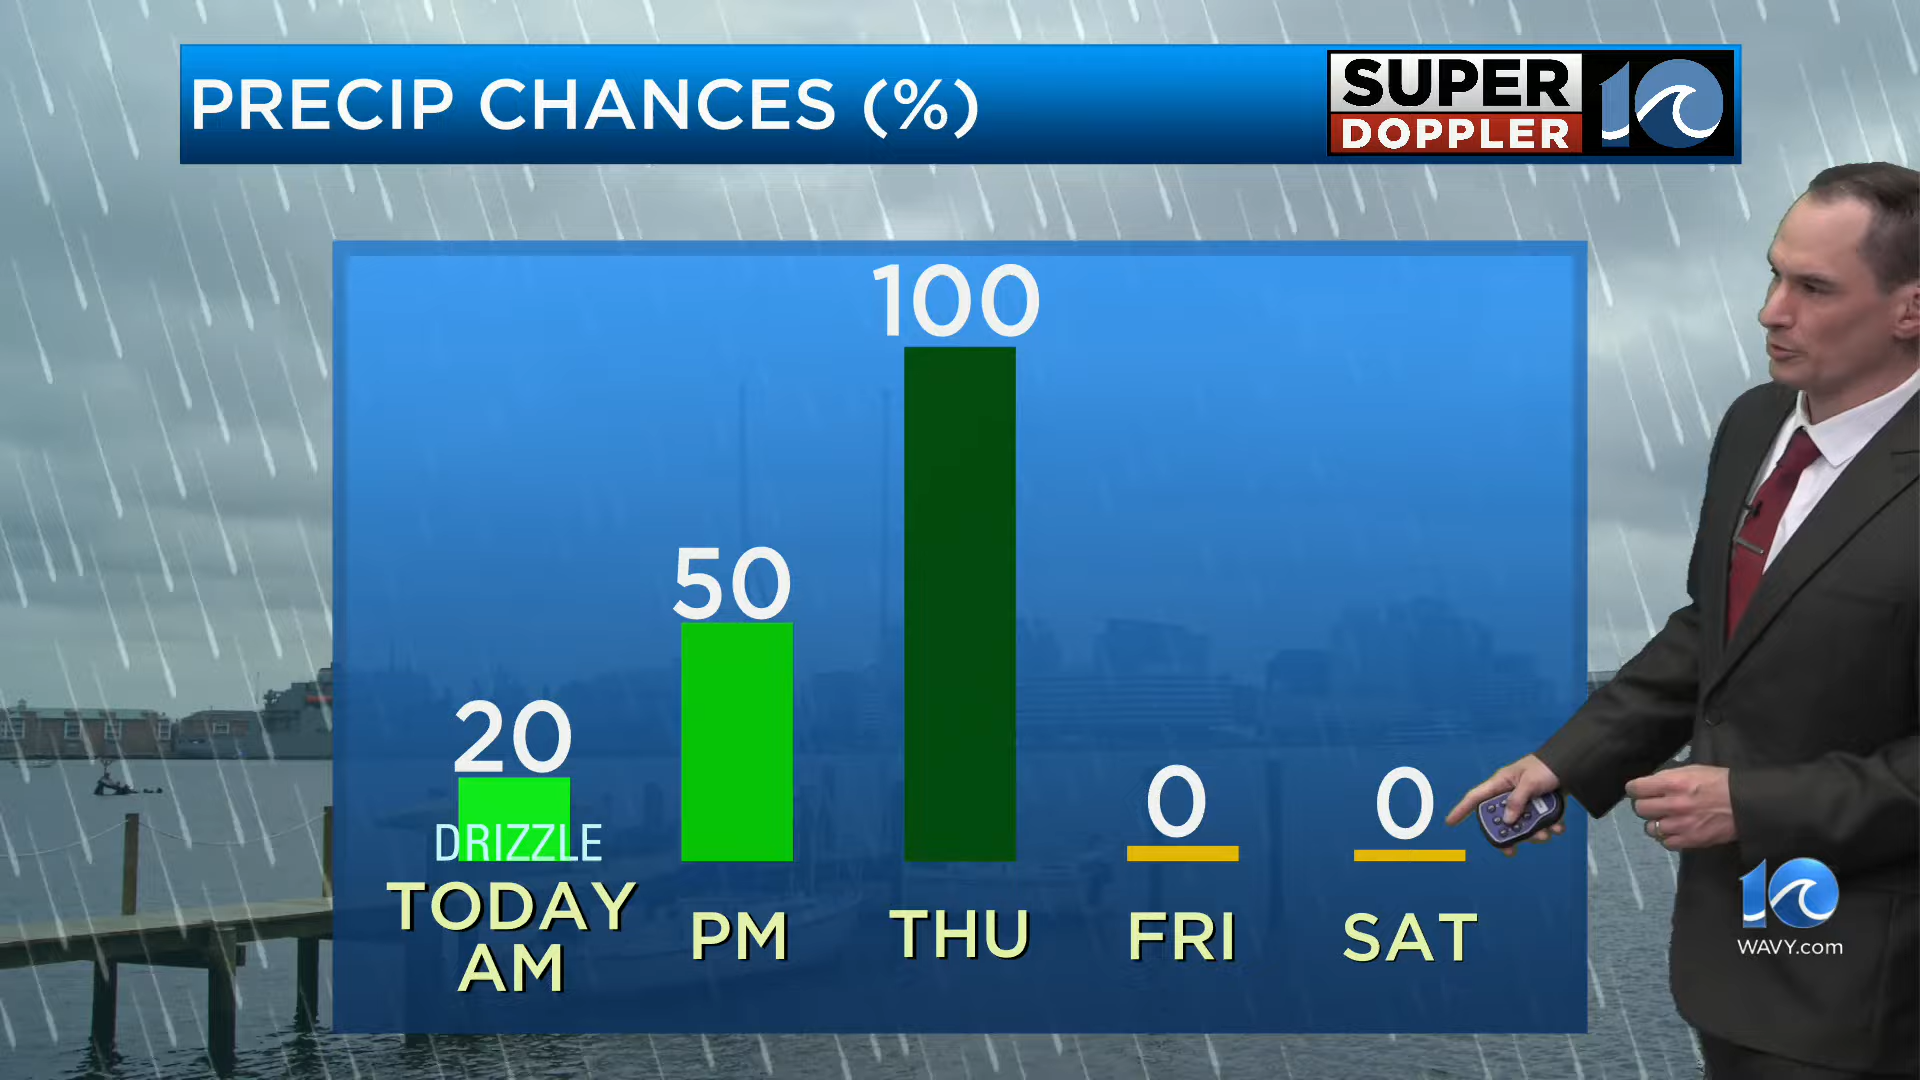 PRECIP CHANCES (%)
SUPER
DOPPLER
10
100
50
20
0
0
DRIZZLE
TODAY
AM
PM
THU
FRI
SAT
10
WAVY.com